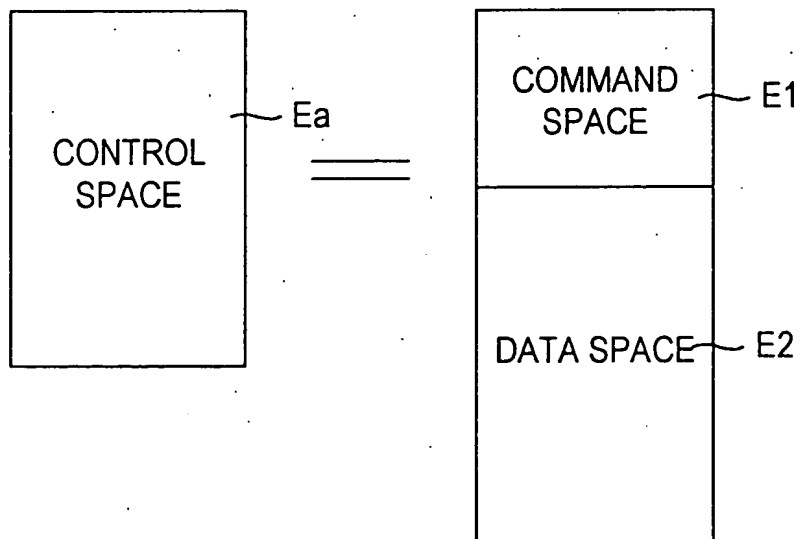 CONTROL
SPACE
Ea
COMMAND
SPACE
E1
DATA SPACE
E2